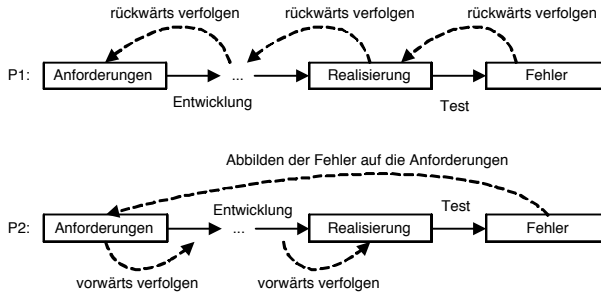 rückwärts verfolgen rückwärts verfolgen rückwärts verfolgen
P1: Anforderungen ... Realisierung Fehler
Entwicklung Test
Abbilden der Fehler auf die Anforderungen
Entwicklung Test
P2: Anforderungen ... Realisierung Fehler
vorwärts verfolgen vorwärts verfolgen